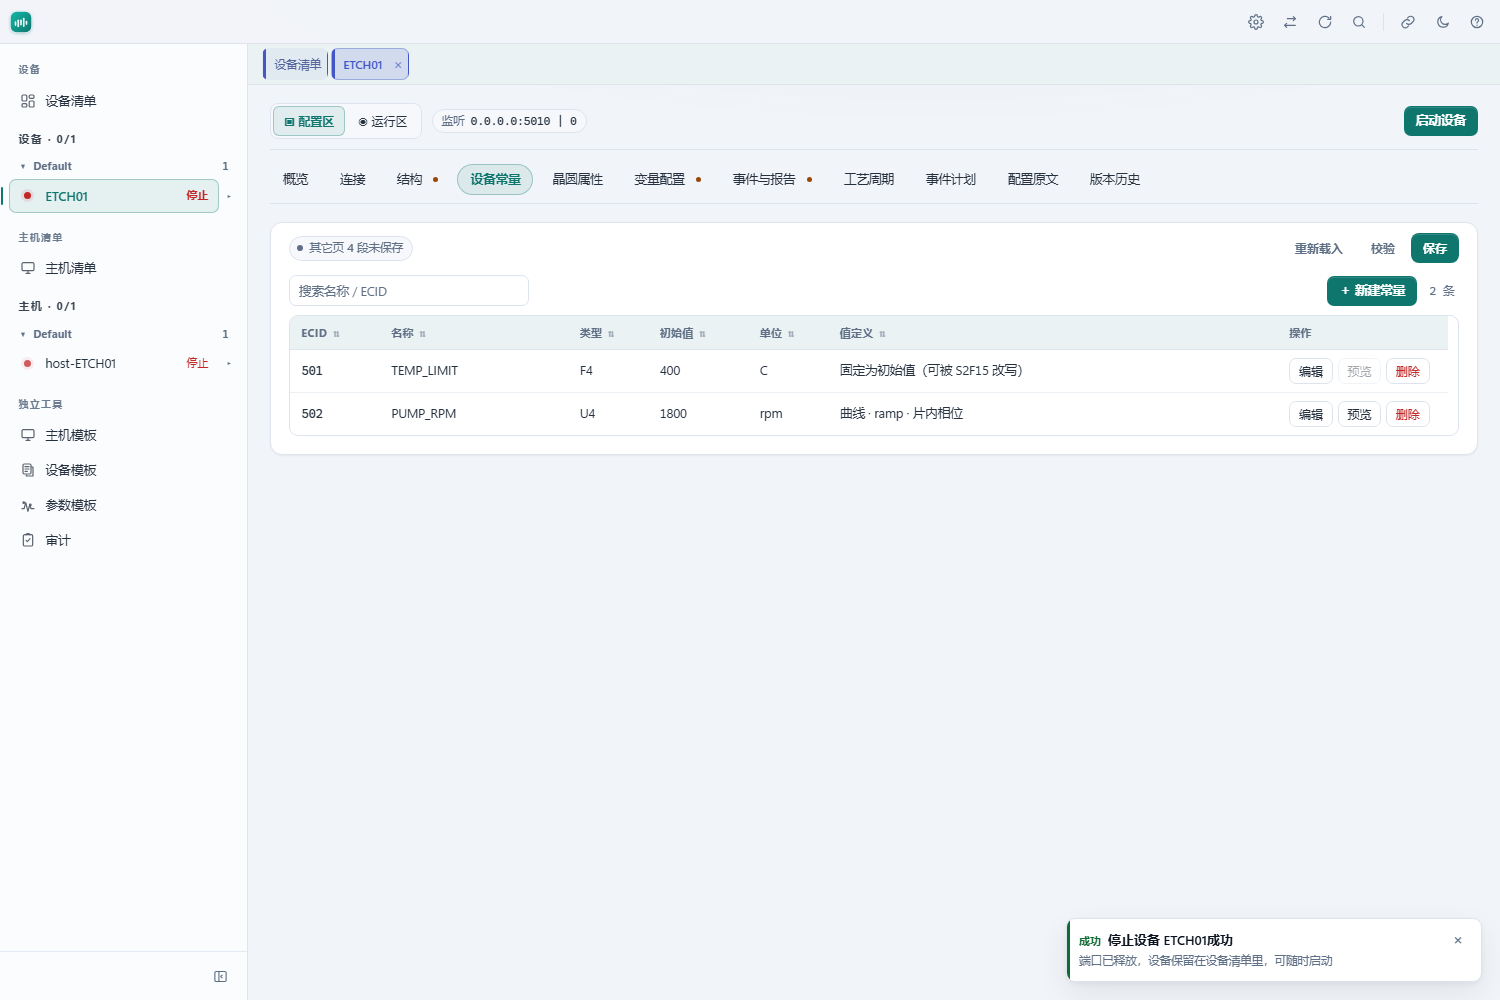 设备清单
ETCH01 ×
设备
设备清单
设备 · 0/1
Default 1
ETCH01 停止
主机清单
主机清单
主机 · 0/1
Default 1
host-ETCH01 停止
独立工具
主机模板
设备模板
参数模板
审计
配置区 运行区 监听 0.0.0.0:5010 | 0 启动设备
概览 连接 结构 设备常量 晶圆属性 变量配置 事件与报告 工艺周期 事件计划 配置原文 版本历史
其它页 4 段未保存 重新载入 校验 保存
搜索名称 / ECID + 新建常量 2 条
ECID 名称 类型 初始值 单位 值定义 操作
501 TEMP_LIMIT F4 400 C 固定为初始值（可被 S2F15 改写） 编辑 预览 删除
502 PUMP_RPM U4 1800 rpm 曲线 · ramp · 片内相位 编辑 预览 删除
成功 停止设备 ETCH01成功 ×
端口已释放，设备保留在设备清单里，可随时启动